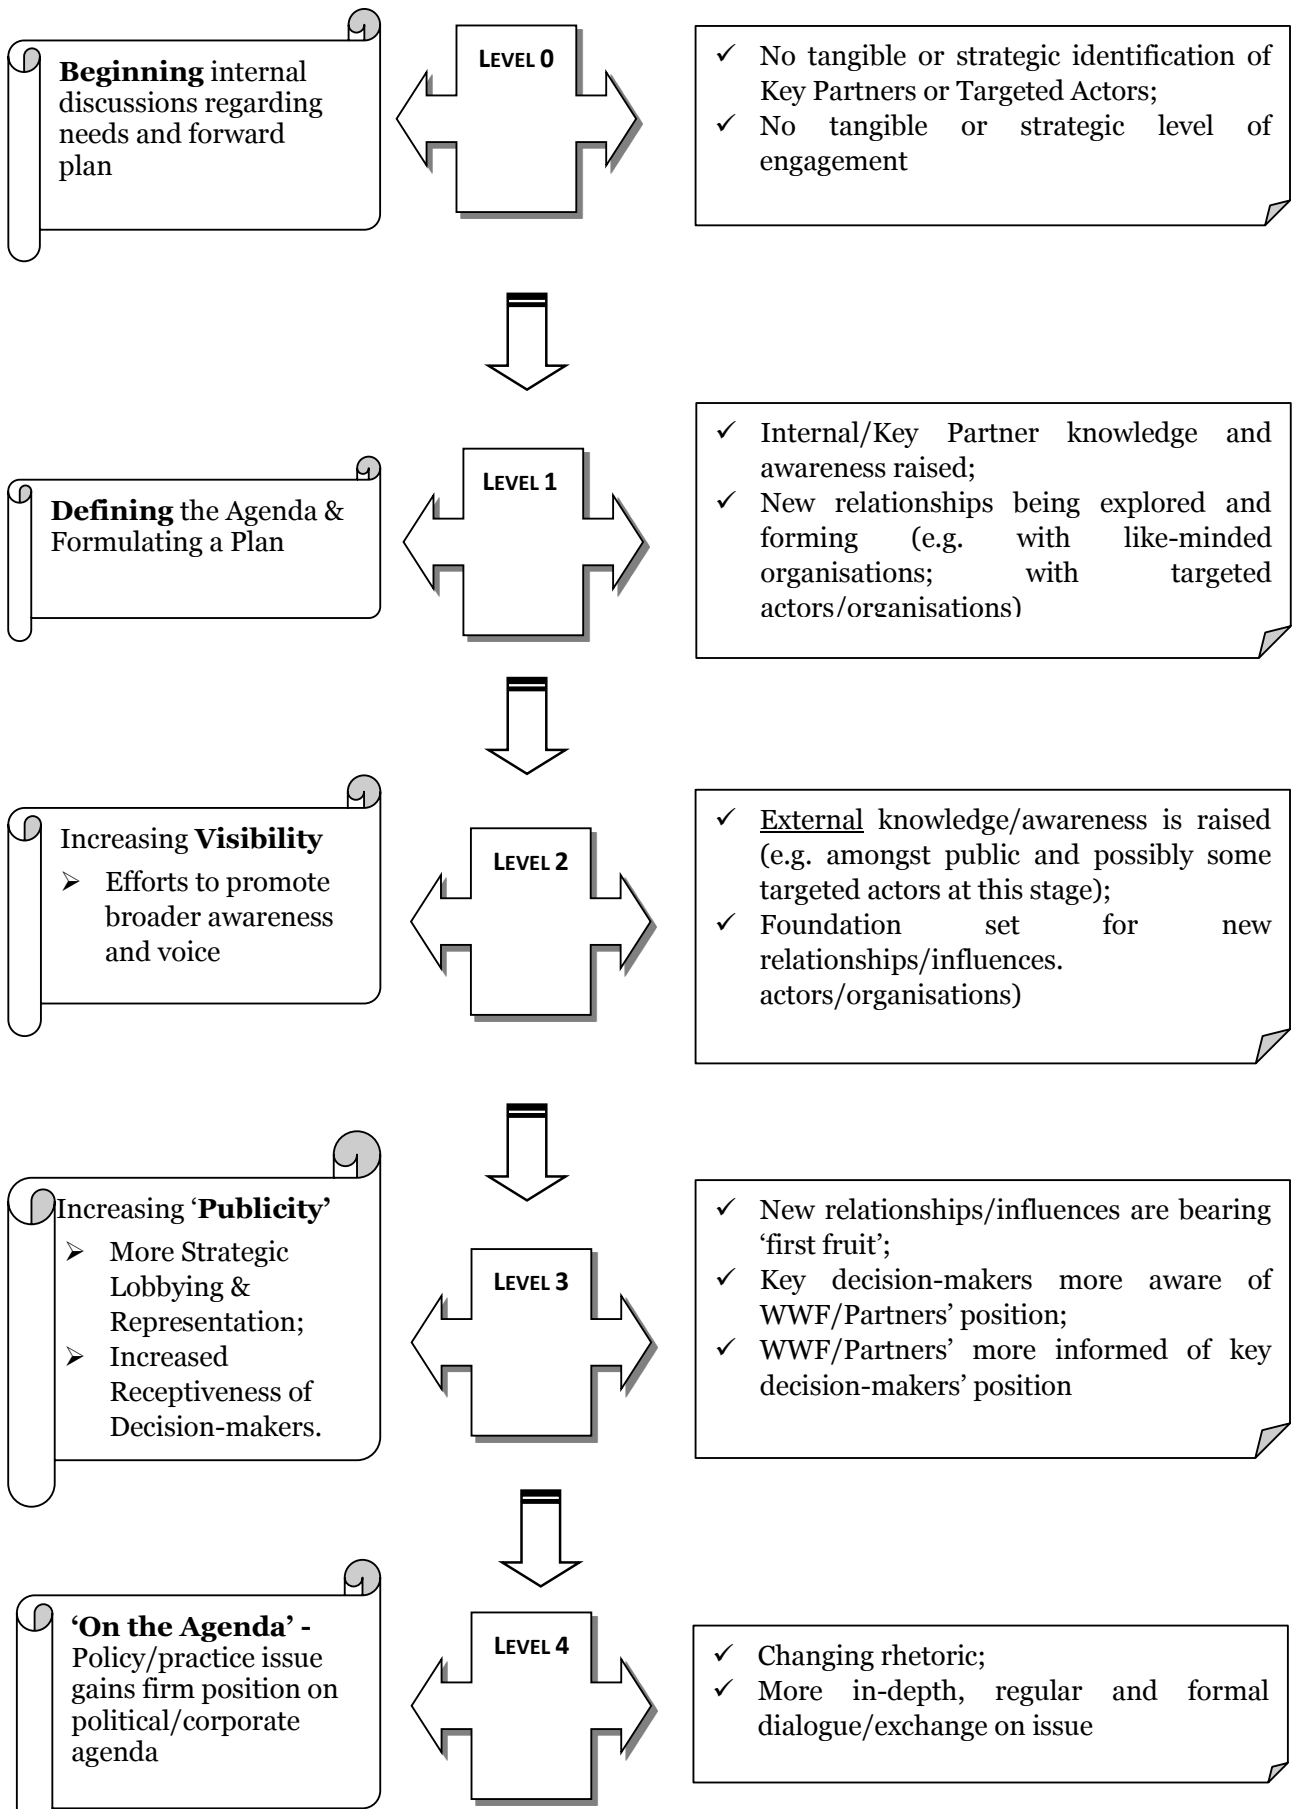 Beginning internal
discussions regarding
needs and forward
plan
LEVEL 0
✓ No tangible or strategic identification of
Key Partners or Targeted Actors;
✓ No tangible or strategic level of
engagement
Defining the Agenda &
Formulating a Plan
LEVEL 1
✓ Internal/Key Partner knowledge and
awareness raised;
✓ New relationships being explored and
forming (e.g. with like-minded
organisations; with targeted
actors/organisations)
Increasing Visibility
➢ Efforts to promote
broader awareness
and voice
LEVEL 2
✓ External knowledge/awareness is raised
(e.g. amongst public and possibly some
targeted actors at this stage);
✓ Foundation set for new
relationships/influences.
actors/organisations)
Increasing ‘Publicity’
➢ More Strategic
Lobbying &
Representation;
➢ Increased
Receptiveness of
Decision-makers.
LEVEL 3
✓ New relationships/influences are bearing
‘first fruit’;
✓ Key decision-makers more aware of
WWF/Partners’ position;
✓ WWF/Partners’ more informed of key
decision-makers’ position
‘On the Agenda’ -
Policy/practice issue
gains firm position on
political/corporate
agenda
LEVEL 4
✓ Changing rhetoric;
✓ More in-depth, regular and formal
dialogue/exchange on issue